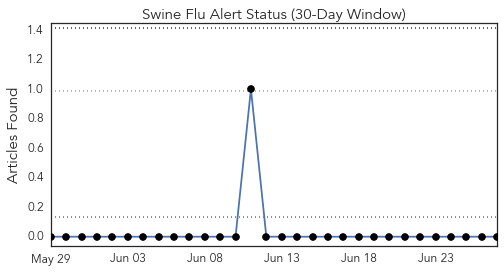 Swine Flu Alert Status (30-Day Window)
Articles Found
1.4
1.2
1.0
0.8
0.6
0.4
0.2
0.0
May 29 Jun 03 Jun 08 Jun 13 Jun 18 Jun 23